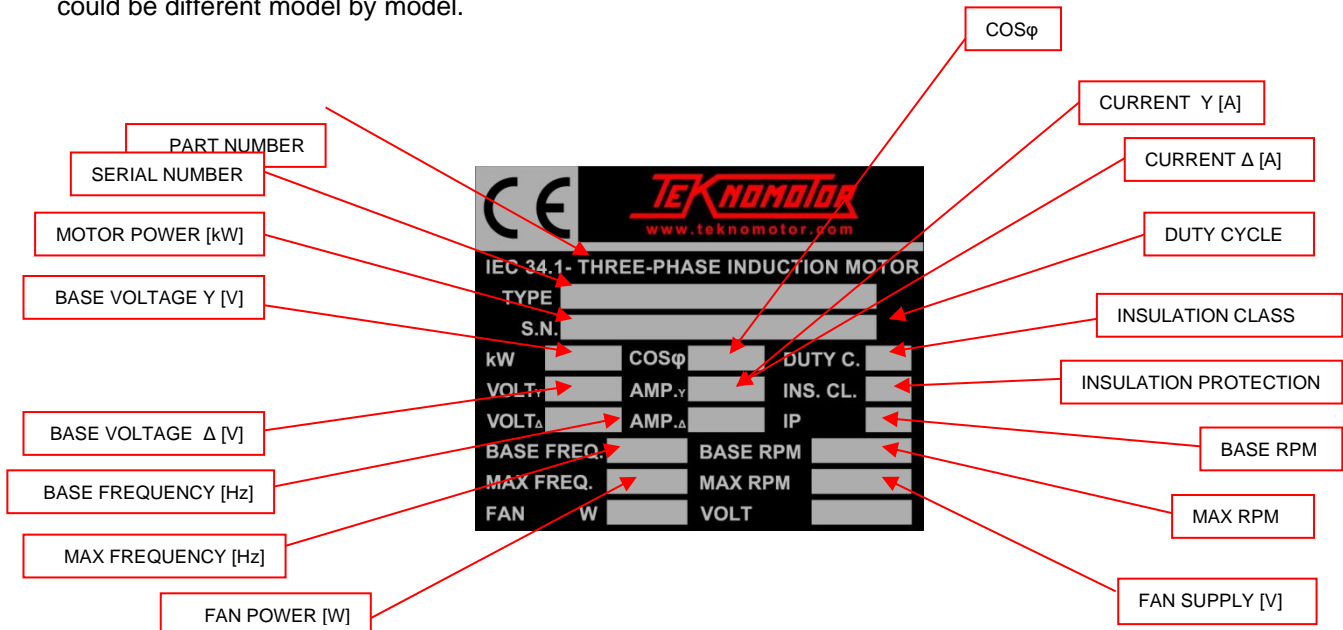 could be different model by model.
COSφ
CURRENT Y [A]
PART NUMBER
CURRENT Δ [A]
SERIAL NUMBER
MOTOR POWER [kW]
DUTY CYCLE
BASE VOLTAGE Y [V]
INSULATION CLASS
INSULATION PROTECTION
BASE VOLTAGE Δ [V]
BASE RPM
BASE FREQUENCY [Hz]
MAX RPM
MAX FREQUENCY [Hz]
FAN SUPPLY [V]
FAN POWER [W]
CE
TEKNOMOTOR
www.teknomotor.com
IEC 34.1- THREE-PHASE INDUCTION MOTOR
TYPE
S.N.
kW COSφ DUTY C.
VOLTY AMP.Y INS. CL.
VOLTΔ AMP.Δ IP
BASE FREQ. BASE RPM
MAX FREQ. MAX RPM
FAN W VOLT